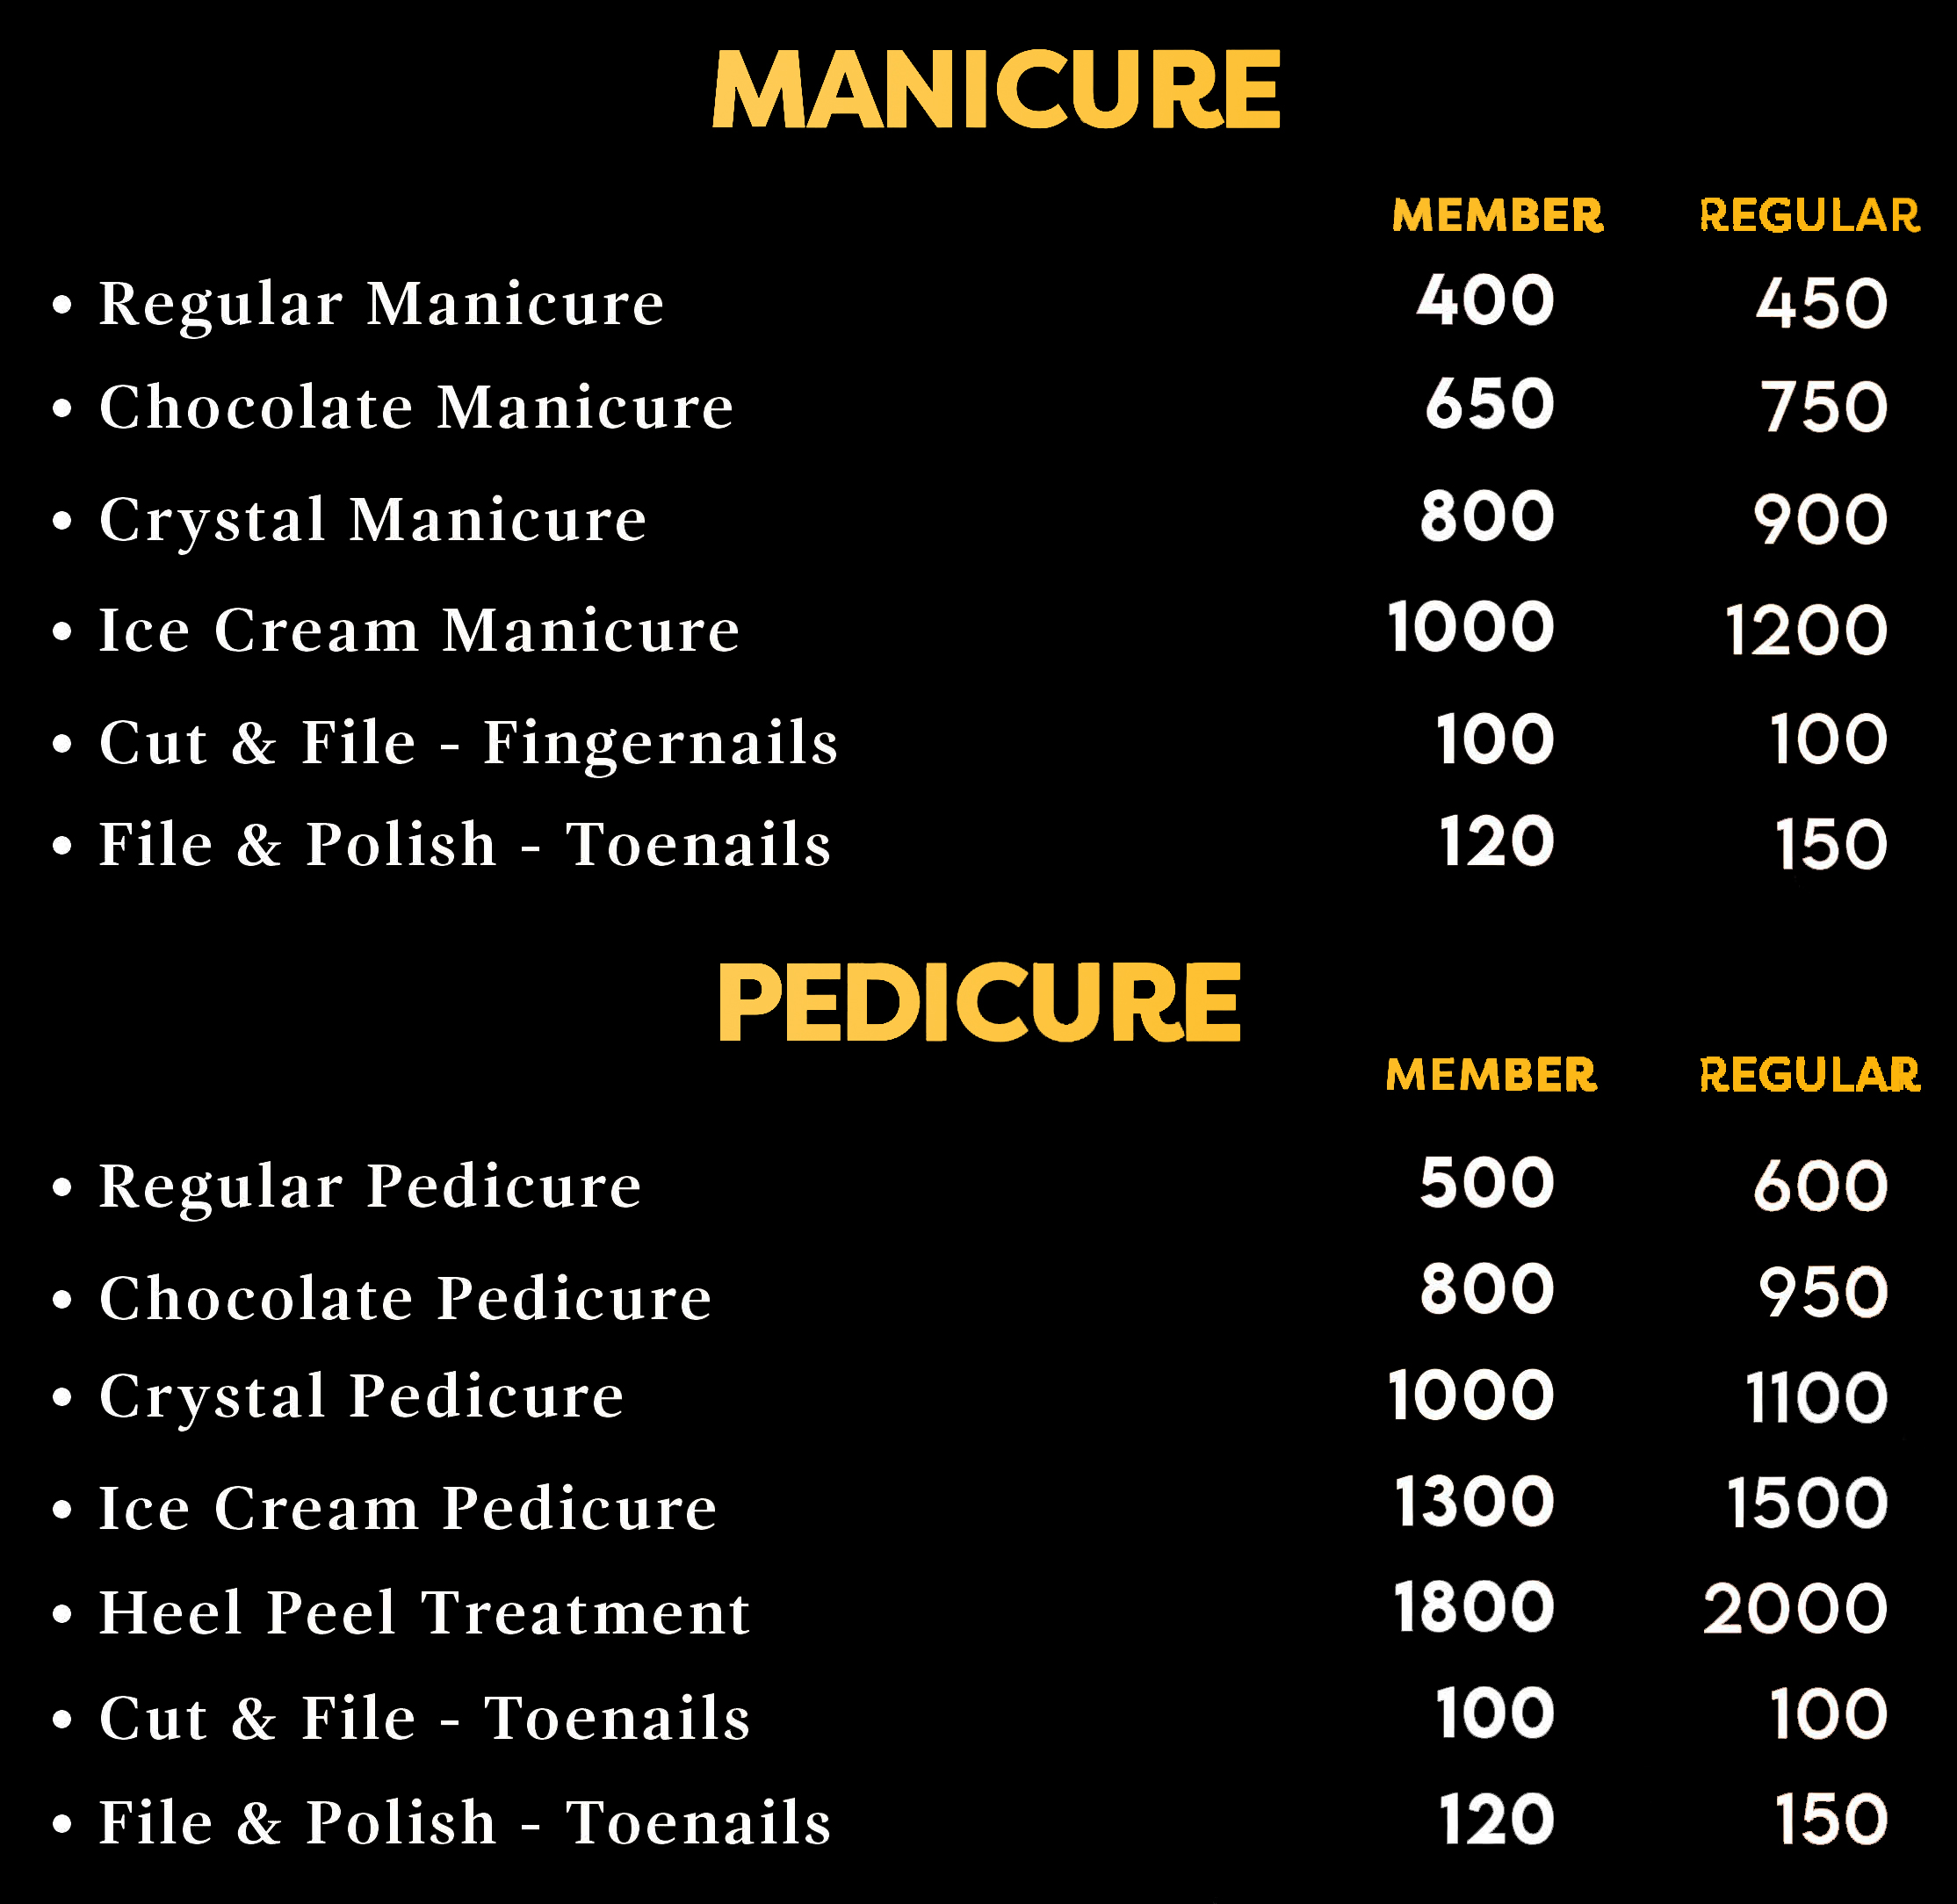 MANICURE
MEMBER REGULAR
• Regular Manicure 400 450
• Chocolate Manicure 650 750
• Crystal Manicure 800 900
• Ice Cream Manicure 1000 1200
• Cut & File - Fingernails 100 100
• File & Polish - Toenails 120 150
PEDICURE
MEMBER REGULAR
• Regular Pedicure 500 600
• Chocolate Pedicure 800 950
• Crystal Pedicure 1000 1100
• Ice Cream Pedicure 1300 1500
• Heel Peel Treatment 1800 2000
• Cut & File - Toenails 100 100
• File & Polish - Toenails 120 150